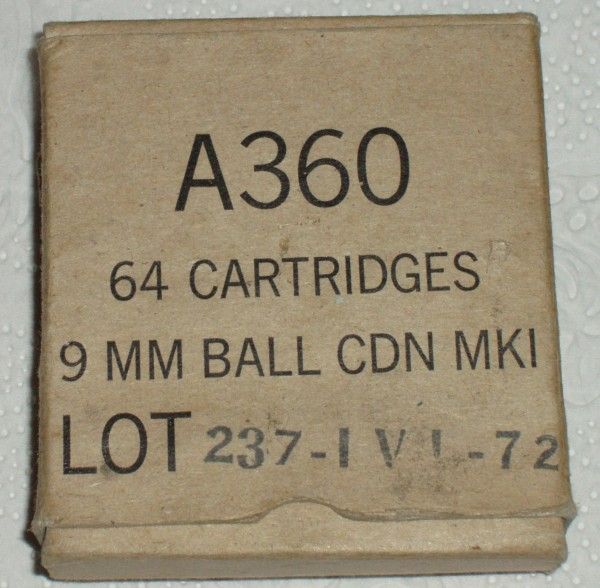 A360
64 CARTRIDGES
9 MM BALL CDN MKI
LOT 237-IVI-72